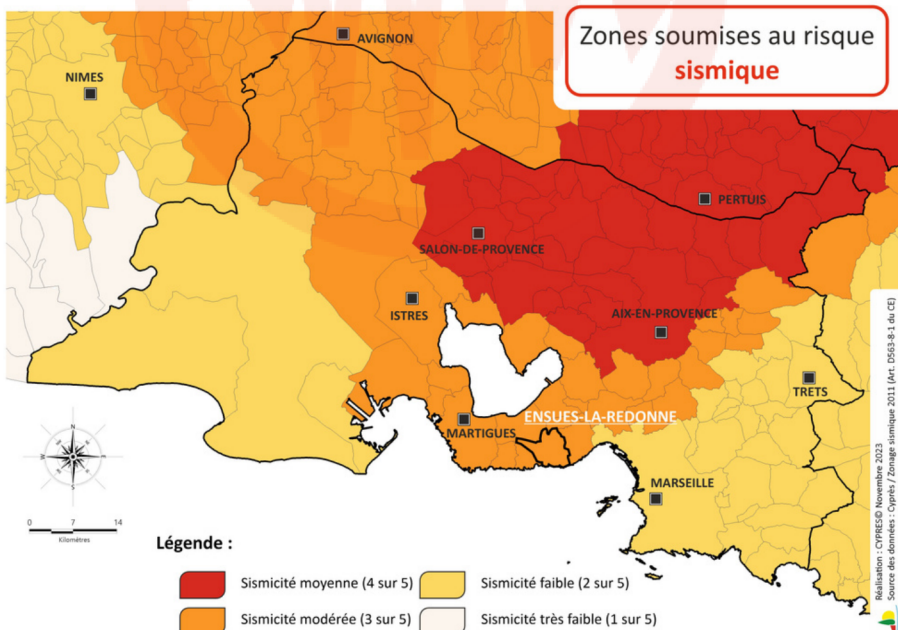 Zones soumises au risque
sismique
AVIGNON
NIMES
PERTUIS
SALON-DE-PROVENCE
ISTRES
AIX-EN-PROVENCE
TRETS
ENSUES-LA-REDONNE
MARTIGUES
MARSEILLE
N
E
S
0 7 14
Kilomètres
Légende :
Sismicité moyenne (4 sur 5)
Sismicité faible (2 sur 5)
Sismicité modérée (3 sur 5)
Sismicité très faible (1 sur 5)
Réalisation : CYPRES© Novembre 2023
Source des données : Cyprès / Zonage sismique 2011 (Art. D563-8-1 du CE)